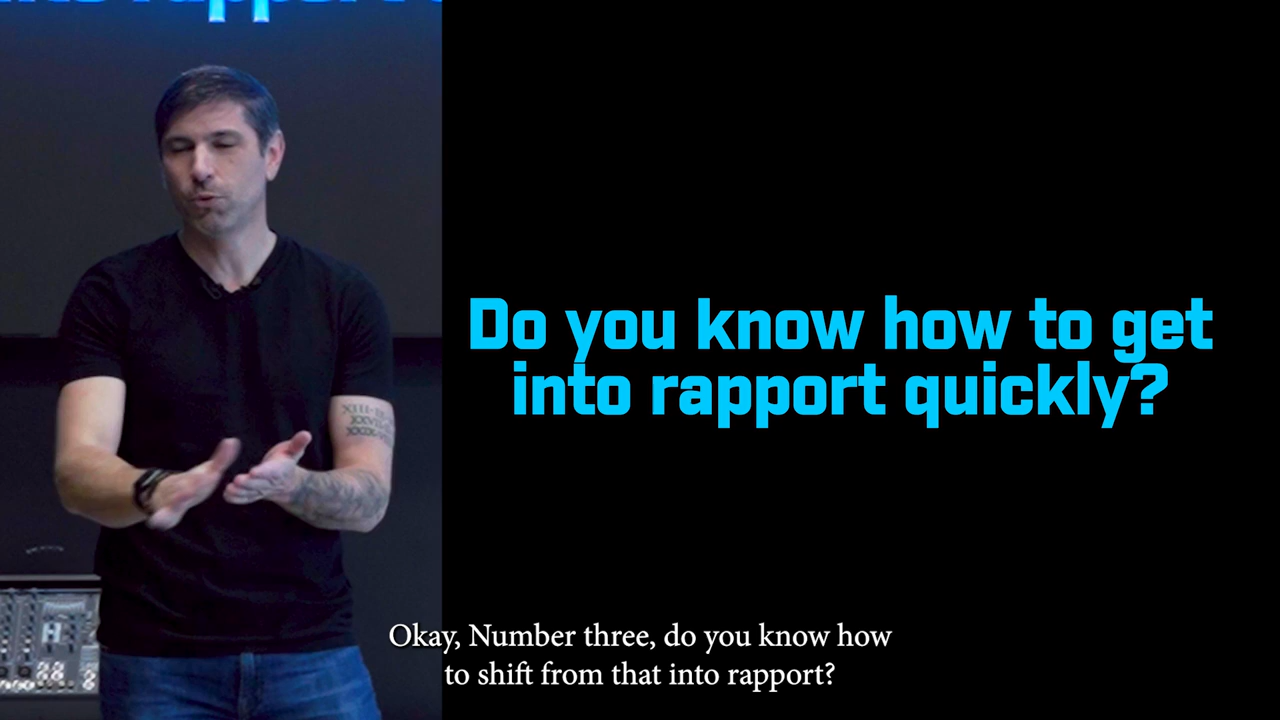 Do you know how to get
into rapport quickly?
Okay, Number three, do you know how
to shift from that into rapport?